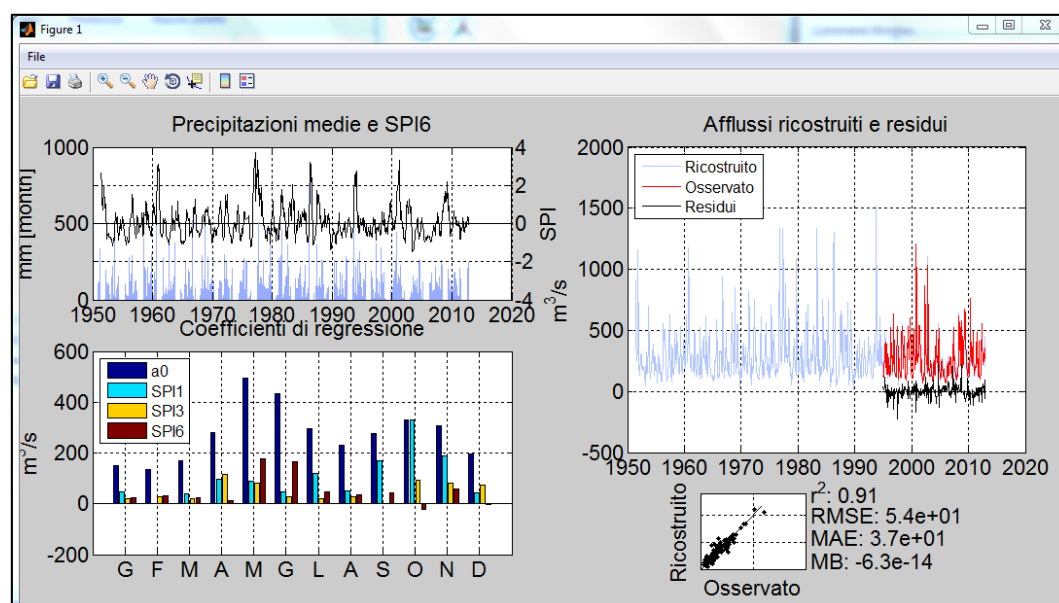 Figure 1
File
Precipitazioni medie e SPI6
1000
500
0
mm [month]
4
2
0
-2
-4
SPI
1950 1960 1970 1980 1990 2000 2010 2020
Coefficienti di regressione
600
400
200
0
-200
m³/s
a0
SPI1
SPI3
SPI6
G F M A M G L A S O N D
Afflussi ricostruiti e residui
2000
1500
1000
500
0
-500
m³/s
Ricostruito
Osservato
Residui
1950 1960 1970 1980 1990 2000 2010 2020
Ricostruito
Osservato
r²: 0.91
RMSE: 5.4e+01
MAE: 3.7e+01
MB: -6.3e-14